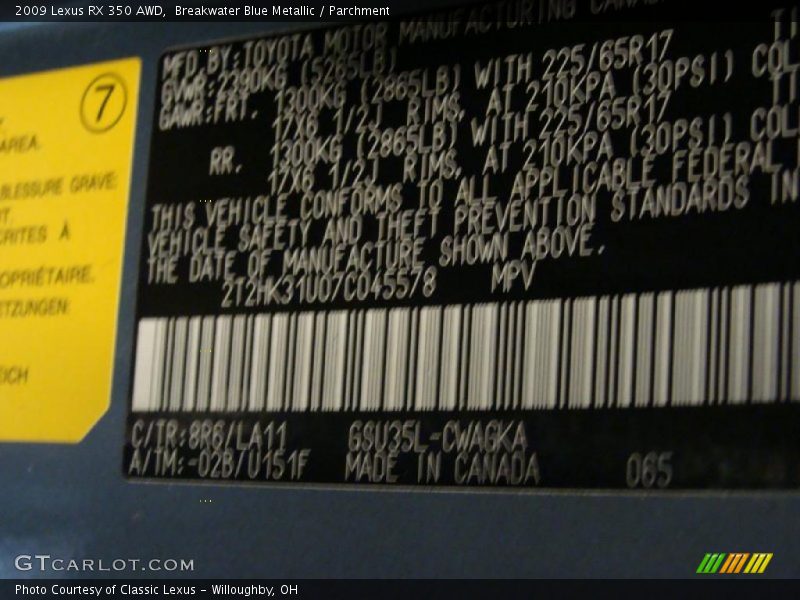 2009 Lexus RX 350 AWD, Breakwater Blue Metallic / Parchment
7
AREA.
BLESSURE GRAVE
CRITES À
OPRIÉTAIRE.
ETZUNGEN
EICH
MFD BY:TOYOTA MOTOR MANUFACTURING CANADA
GVWR:2390KG (5265LB)
GAWR:FRT. 1300KG (2865LB) WITH 225/65R17
17X6 1/2J RIMS, AT 210KPA (30PSI) COL
RR. 1300KG (2865LB) WITH 225/65R17
17X6 1/2J RIMS, AT 210KPA (30PSI) COL
THIS VEHICLE CONFORMS TO ALL APPLICABLE FEDERAL
VEHICLE SAFETY AND THEFT PREVENTION STANDARDS IN
THE DATE OF MANUFACTURE SHOWN ABOVE.
2T2HK31U07C045578 MPV
C/TR:8R6/LA11 GSU35L-CWAGKA
A/TM:-02B/U151F MADE IN CANADA 065
GTCARLOT.COM
Photo Courtesy of Classic Lexus - Willoughby, OH